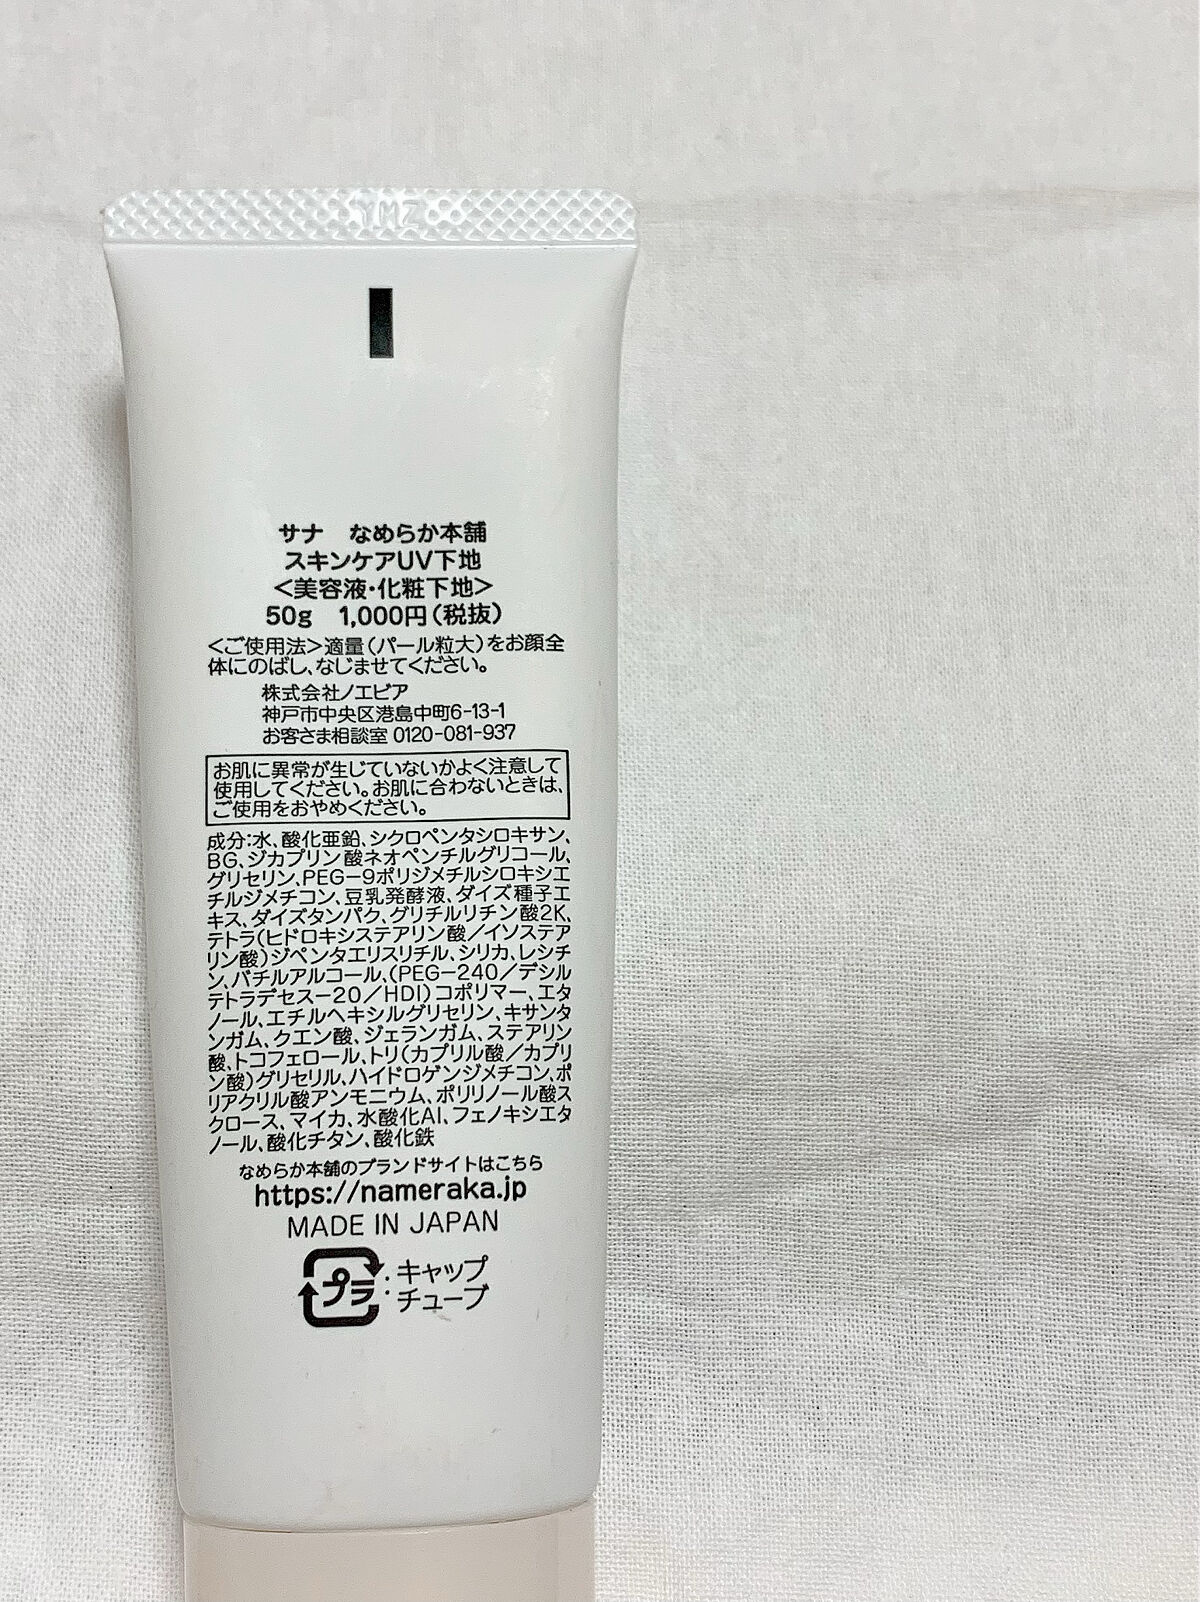 YMZ
サナ　なめらか本舗
スキンケアUV下地
＜美容液・化粧下地＞
50g　1,000円（税抜）
＜ご使用法＞適量（パール粒大）をお顔全
体にのばし、なじませてください。
株式会社ノエビア
神戸市中央区港島中町6-13-1
お客さま相談室 0120-081-937
お肌に異常が生じていないかよく注意して
使用してください。お肌に合わないときは、
ご使用をおやめください。
成分：水、酸化亜鉛、シクロペンタシロキサン、
BG、ジカプリン酸ネオペンチルグリコール、
グリセリン、PEG－9ポリジメチルシロキシエ
チルジメチコン、豆乳発酵液、ダイズ種子エ
キス、ダイズタンパク、グリチルリチン酸2K、
テトラ（ヒドロキシステアリン酸／イソステア
リン酸）ジペンタエリスリチル、シリカ、レシチ
ン、バチルアルコール、（PEG－240／デシル
テトラデセス－20／HDI）コポリマー、エタ
ノール、エチルヘキシルグリセリン、キサンタ
ンガム、クエン酸、ジェランガム、ステアリン
酸、トコフェロール、トリ（カプリル酸／カプリ
ン酸）グリセリル、ハイドロゲンジメチコン、ポ
リアクリル酸アンモニウム、ポリリノール酸ス
クロース、マイカ、水酸化Al、フェノキシエタ
ノール、酸化チタン、酸化鉄
なめらか本舗のブランドサイトはこちら
https://nameraka.jp
MADE IN JAPAN
プラ：キャップ
チューブ